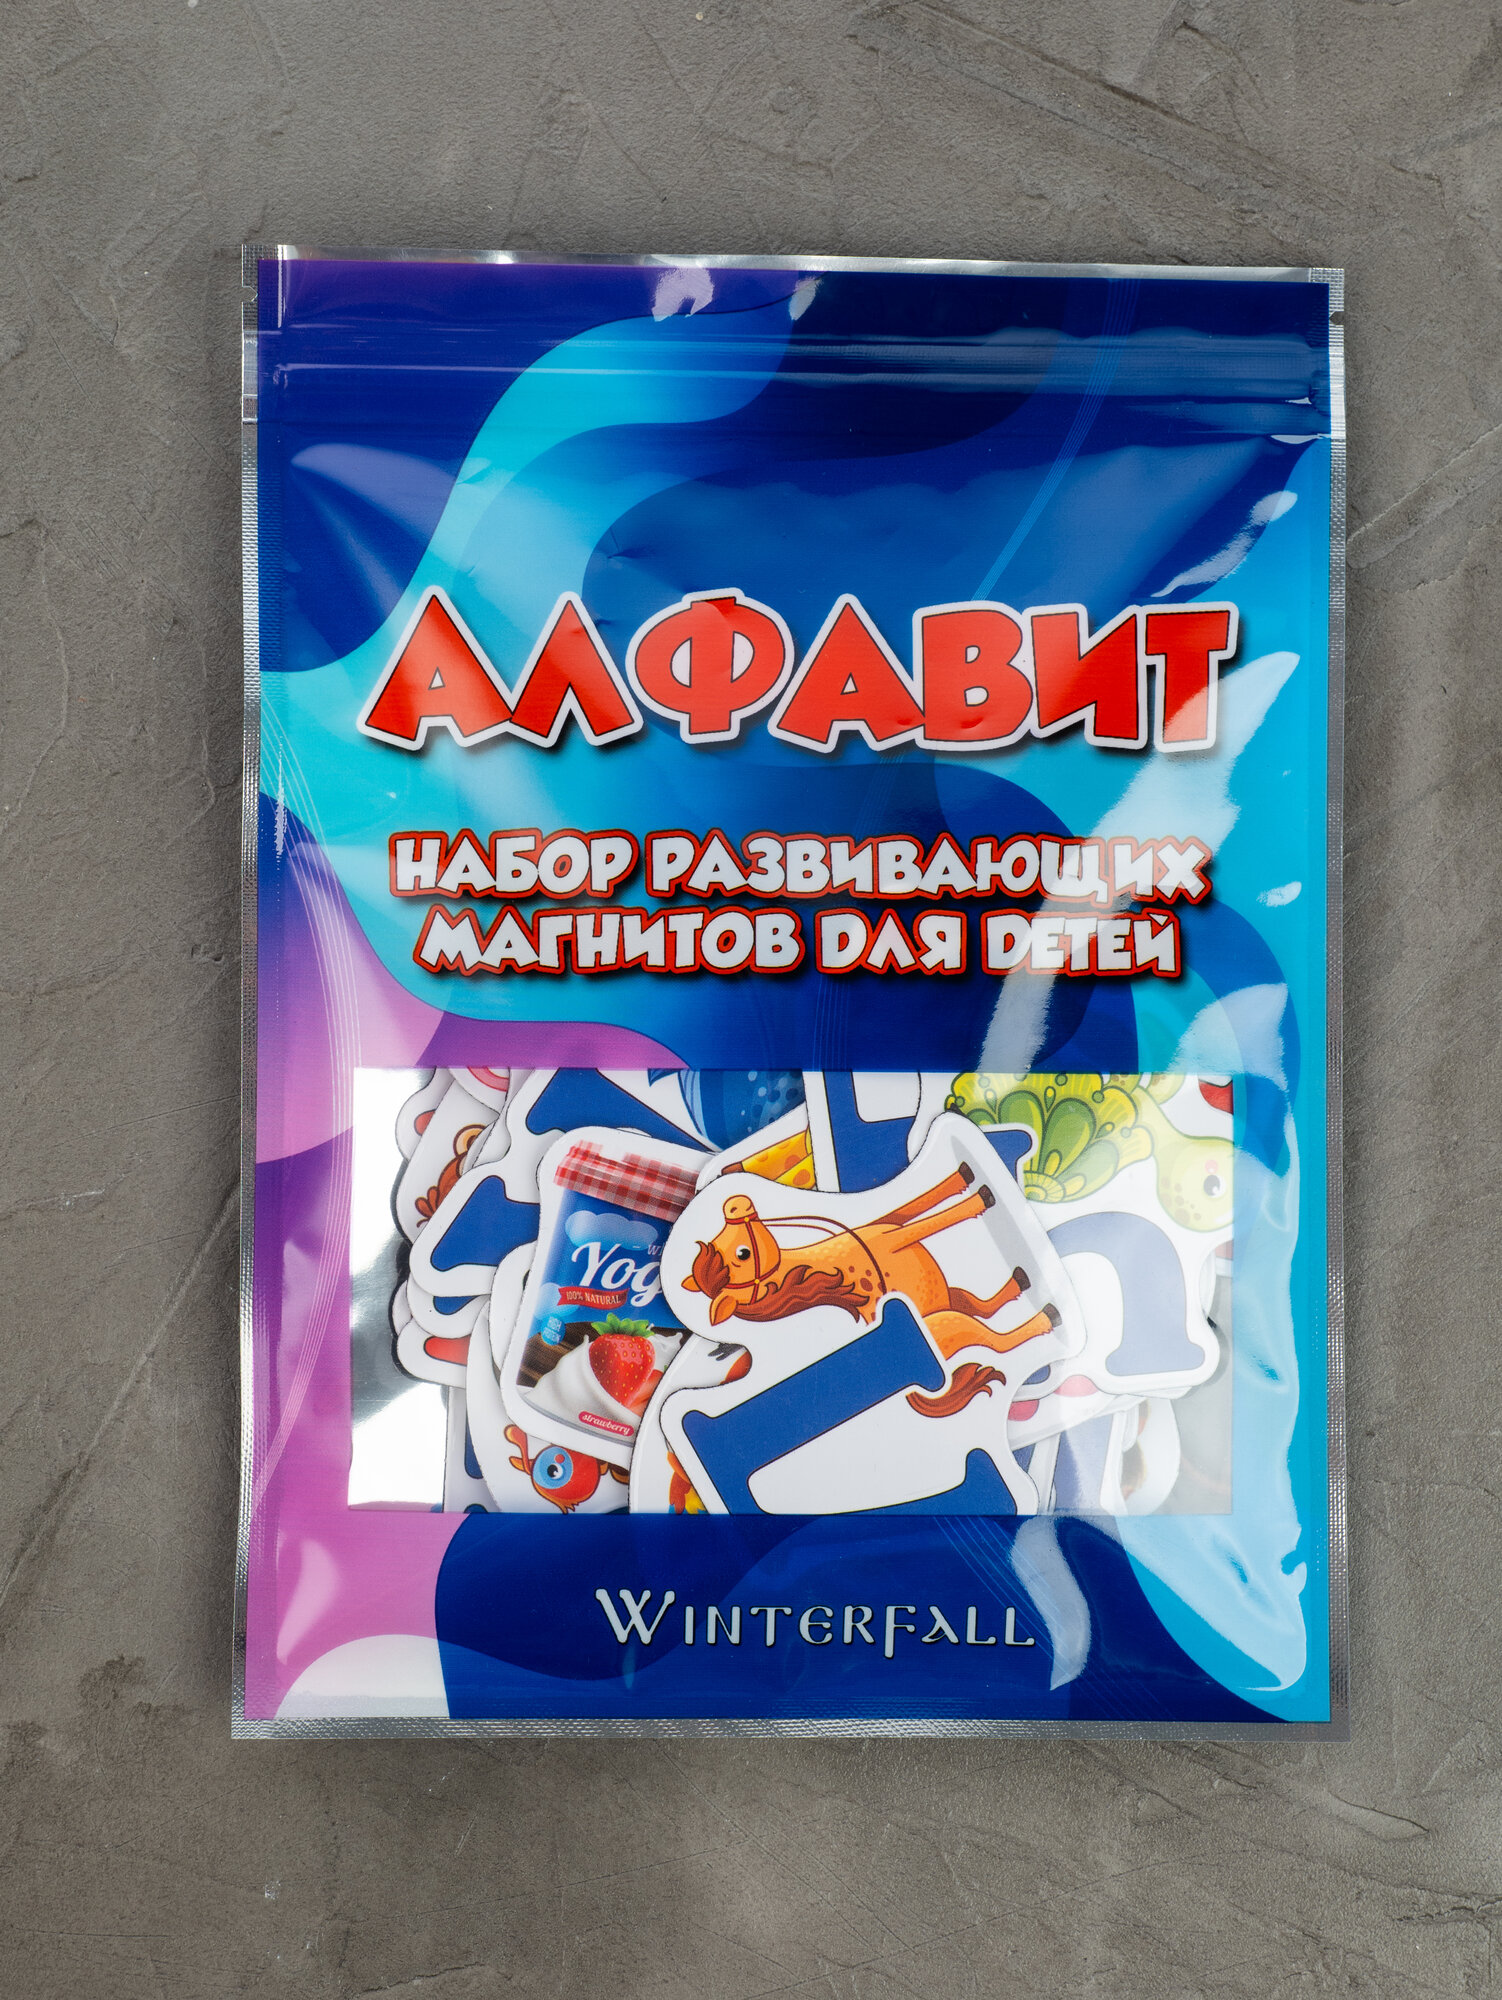 АЛФАВИТ
НАБОР РАЗВИВАЮЩИХ
МАГНИТОВ ДЛЯ ДЕТЕЙ
Yog
100% NATURAL
strawberry
WINTERFALL